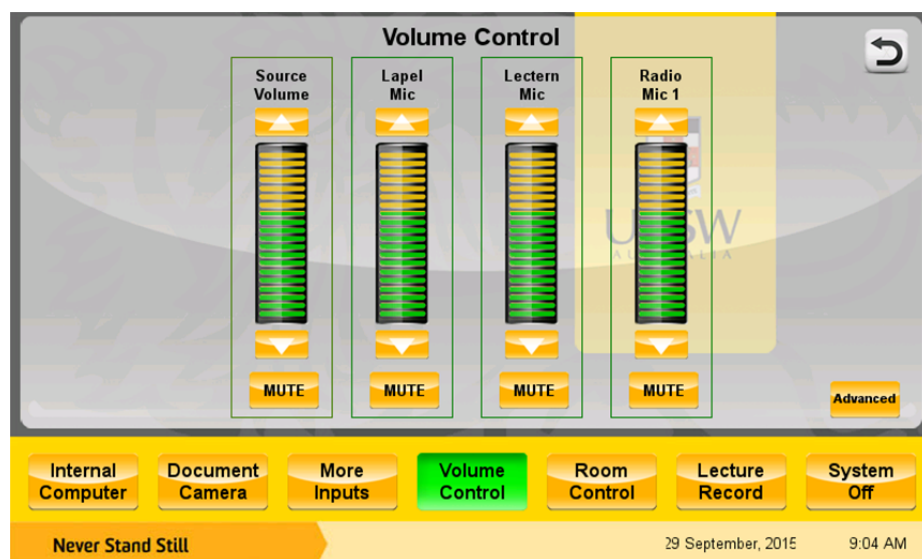 Volume Control
Source
Volume
Lapel
Mic
Lectern
Mic
Radio
Mic 1
MUTE
MUTE
MUTE
MUTE
Advanced
Internal
Computer
Document
Camera
More
Inputs
Volume
Control
Room
Control
Lecture
Record
System
Off
Never Stand Still
29 September, 2015
9:04 AM